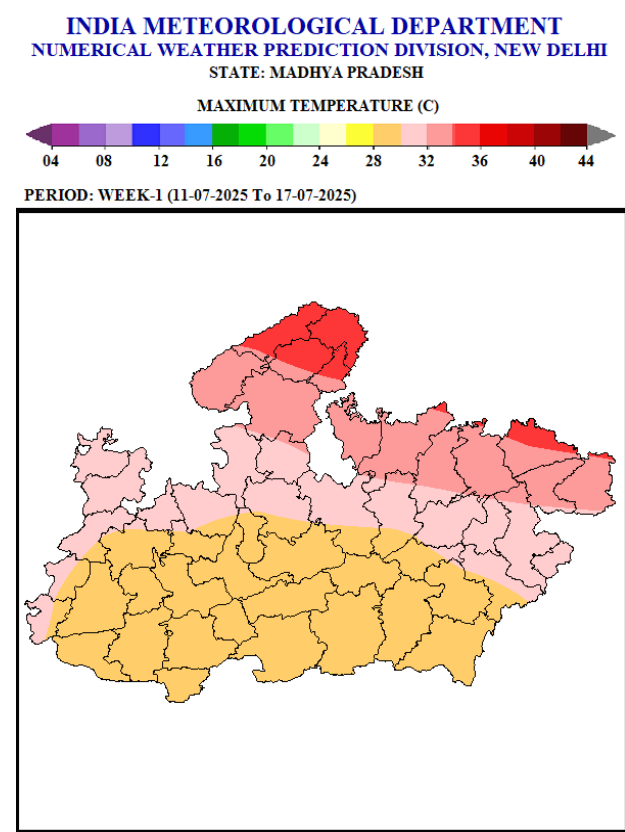 INDIA METEOROLOGICAL DEPARTMENT
NUMERICAL WEATHER PREDICTION DIVISION, NEW DELHI
STATE: MADHYA PRADESH
MAXIMUM TEMPERATURE (C)
04 08 12 16 20 24 28 32 36 40 44
PERIOD: WEEK-1 (11-07-2025 To 17-07-2025)